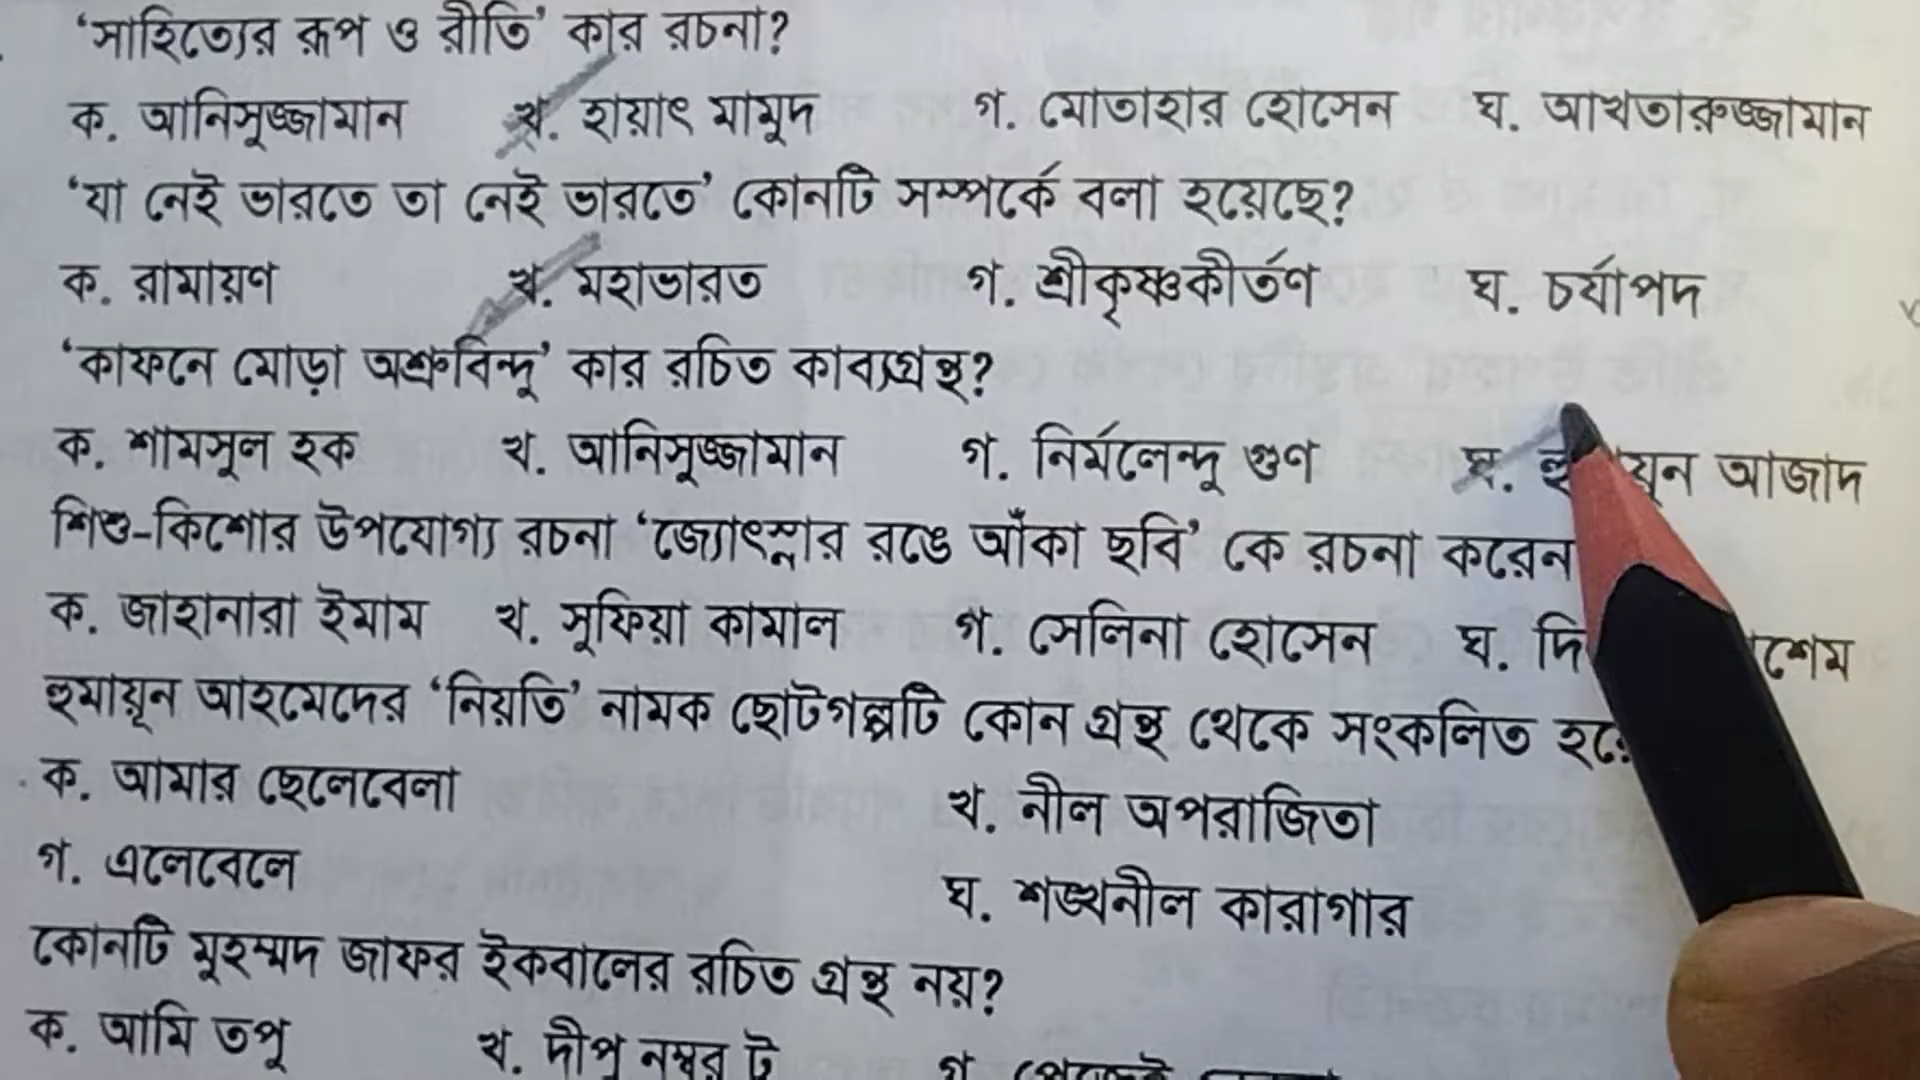 ‘সাহিত্যের রূপ ও রীতি’ কার রচনা?
ক. আনিসুজ্জামান খ. হায়াৎ মামুদ গ. মোতাহার হোসেন ঘ. আখতারুজ্জামান
‘যা নেই ভারতে তা নেই ভারতে’ কোনটি সম্পর্কে বলা হয়েছে?
ক. রামায়ণ খ. মহাভারত গ. শ্রীকৃষ্ণকীর্তণ ঘ. চর্যাপদ
‘কাফনে মোড়া অশ্রুবিন্দু’ কার রচিত কাব্যগ্রন্থ?
ক. শামসুল হক খ. আনিসুজ্জামান গ. নির্মলেন্দু গুণ ঘ. আজাদ
শিশু-কিশোর উপযোগ্য রচনা ‘জ্যোৎস্নার রঙে আঁকা ছবি’ কে রচনা করেন
ক. জাহানারা ইমাম খ. সুফিয়া কামাল গ. সেলিনা হোসেন ঘ.
হুমায়ূন আহমেদের ‘নিয়তি’ নামক ছোটগল্পটি কোন গ্রন্থ থেকে সংকলিত
ক. আমার ছেলেবেলা খ. নীল অপরাজিতা
গ. এলেবেলে ঘ. শঙ্খনীল কারাগার
কোনটি মুহম্মদ জাফর ইকবালের রচিত গ্রন্থ নয়?
ক. আমি তপু খ. দীপু নম্বর টু গ